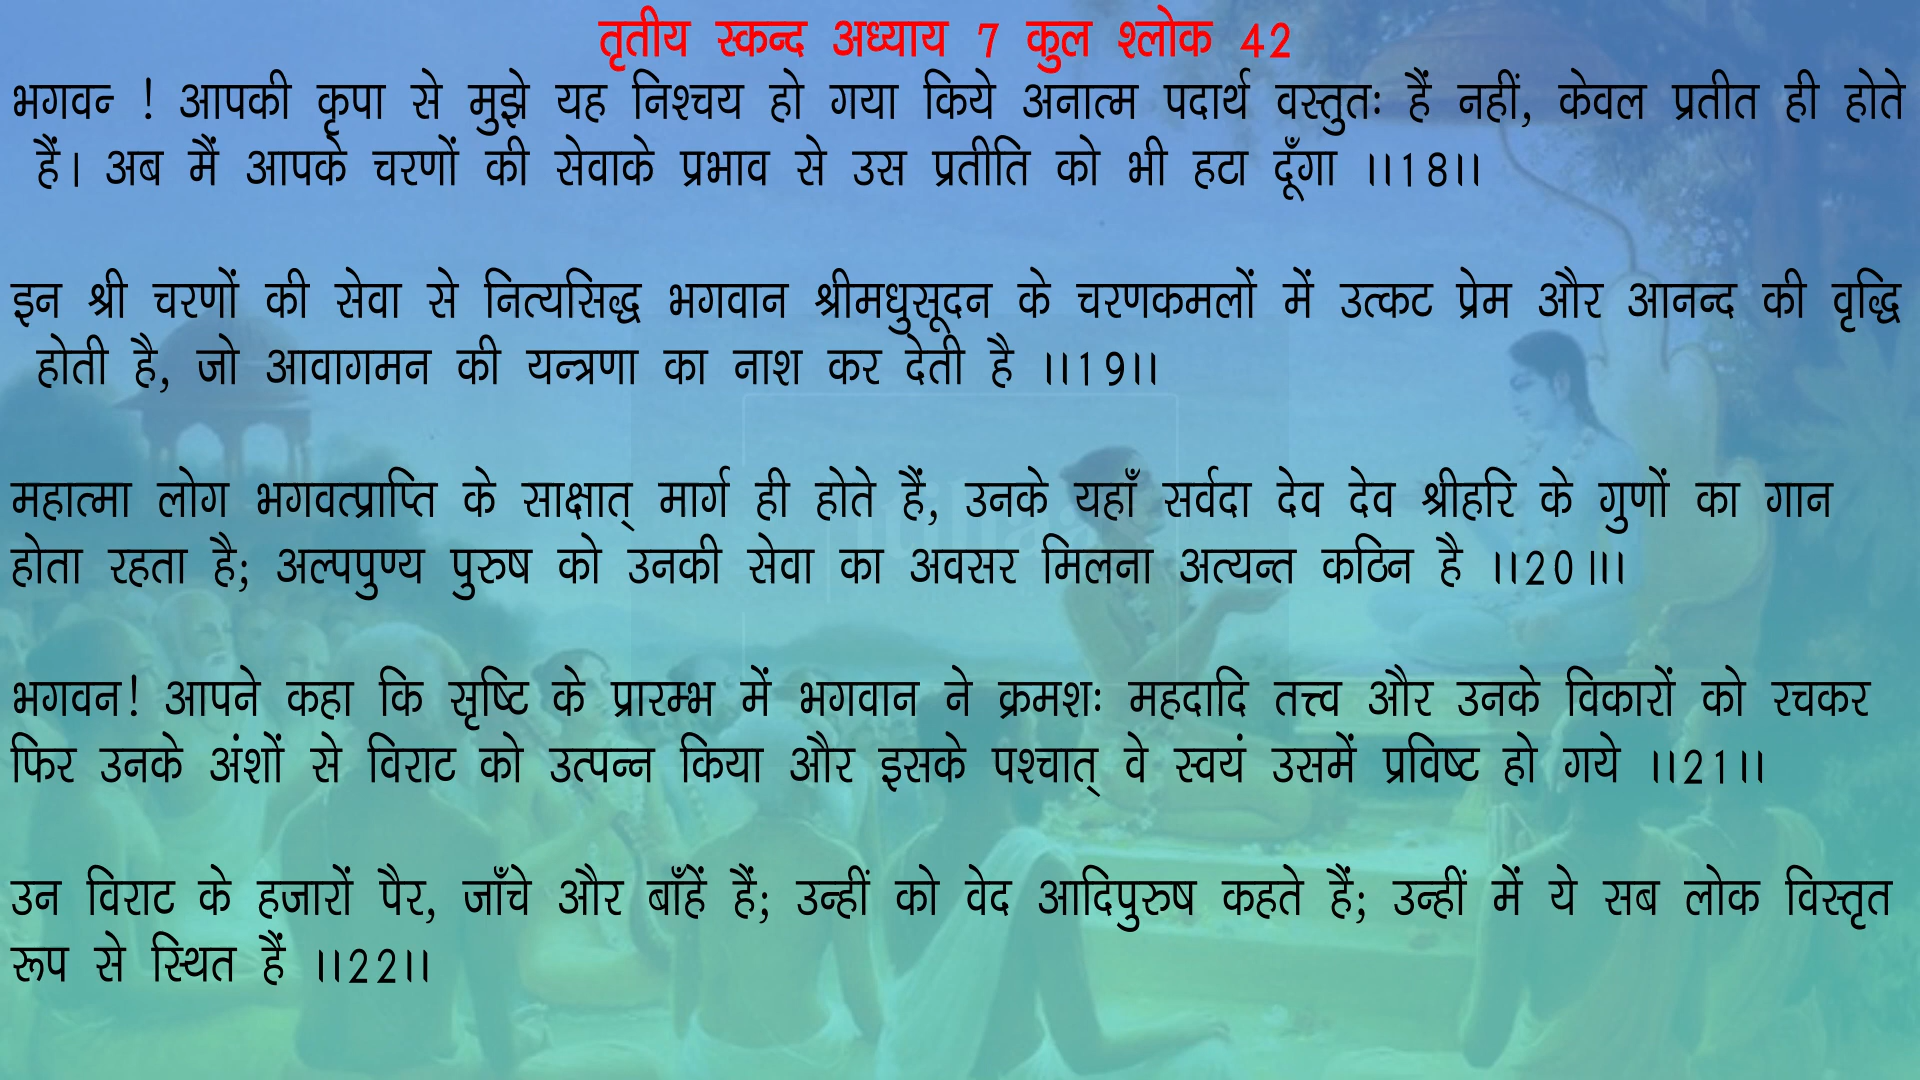 तृतीय स्कन्द अध्याय 7 कुल श्लोक 42
भगवन्‍ ! आपकी कृपा से मुझे यह निश्चय हो गया किये अनात्म पदार्थ वस्तुतः हैं नहीं, केवल प्रतीत ही होते
हैं। अब मैं आपके चरणों की सेवाके प्रभाव से उस प्रतीति को भी हटा दूँगा ।।18।।
इन श्री चरणों की सेवा से नित्यसिद्ध भगवान श्रीमधुसूदन के चरणकमलों में उत्कट प्रेम और आनन्द की वृद्धि
होती है, जो आवागमन की यन्त्रणा का नाश कर देती है ।।19।।
महात्मा लोग भगवत्प्राप्ति के साक्षात् मार्ग ही होते हैं, उनके यहाँ सर्वदा देव देव श्रीहरि के गुणों का गान
होता रहता है; अल्पपुण्य पुरुष को उनकी सेवा का अवसर मिलना अत्यन्त कठिन है ।।20।।।
भगवन! आपने कहा कि सृष्टि के प्रारम्भ में भगवान ने क्रमशः महदादि तत्त्व और उनके विकारों को रचकर
फिर उनके अंशों से विराट को उत्पन्न किया और इसके पश्चात् वे स्वयं उसमें प्रविष्ट हो गये ।।21।।
उन विराट के हजारों पैर, जाँचे और बाँहें हैं; उन्हीं को वेद आदिपुरुष कहते हैं; उन्हीं में ये सब लोक विस्तृत
रूप से स्थित हैं ।।22।।